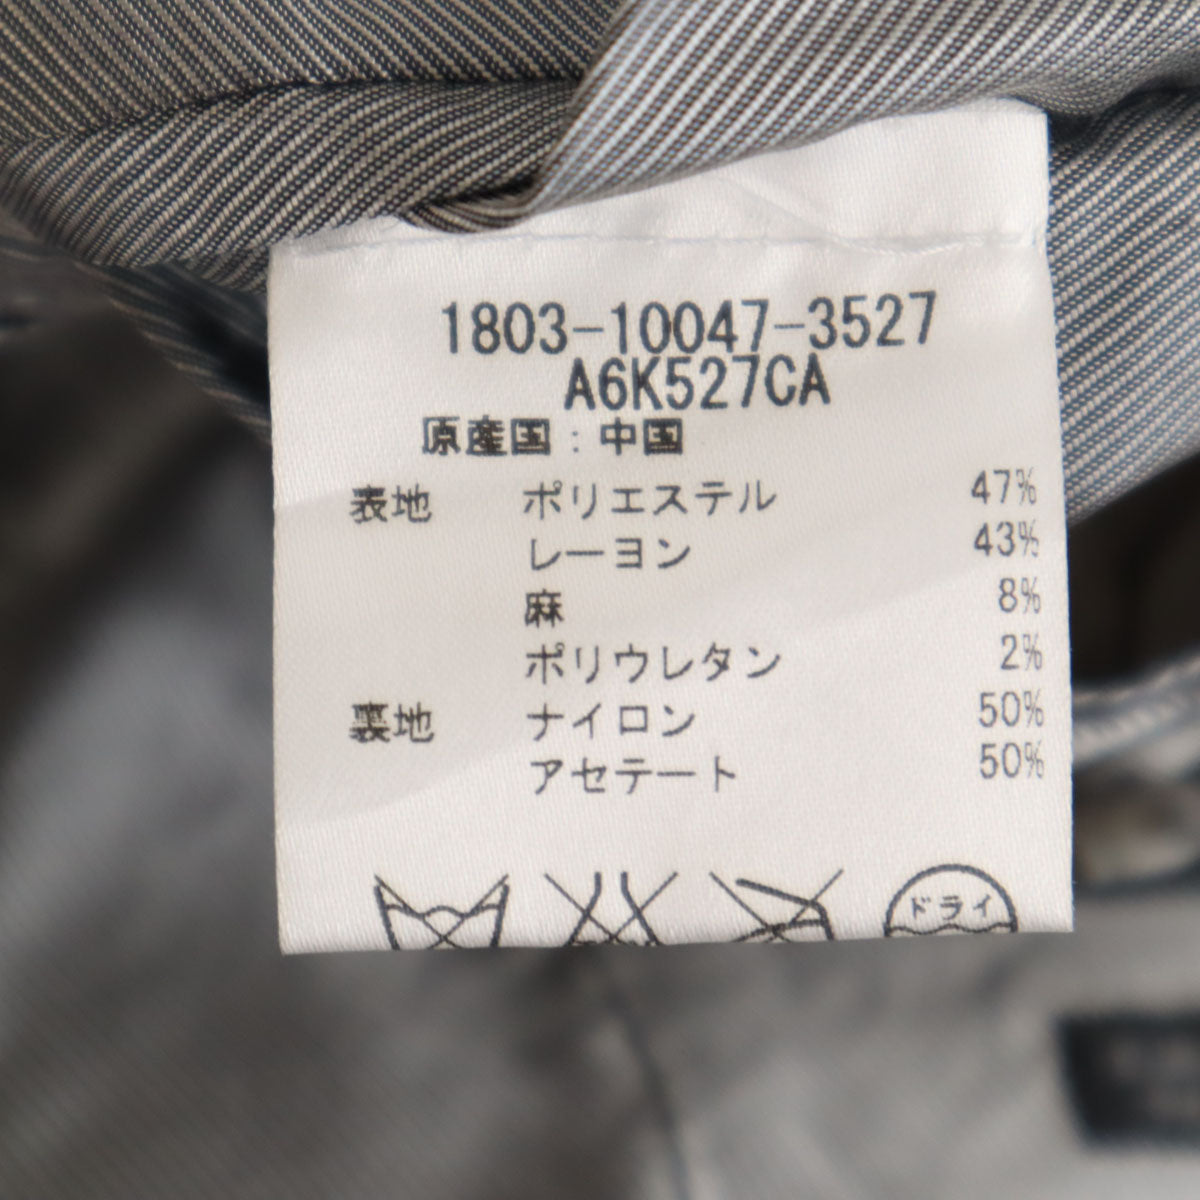 1803-10047-3527
A6K527CA
原産国：中国
表地 ポリエステル 47%
レーヨン 43%
麻 8%
ポリウレタン 2%
裏地 ナイロン 50%
アセテート 50%
ドライ